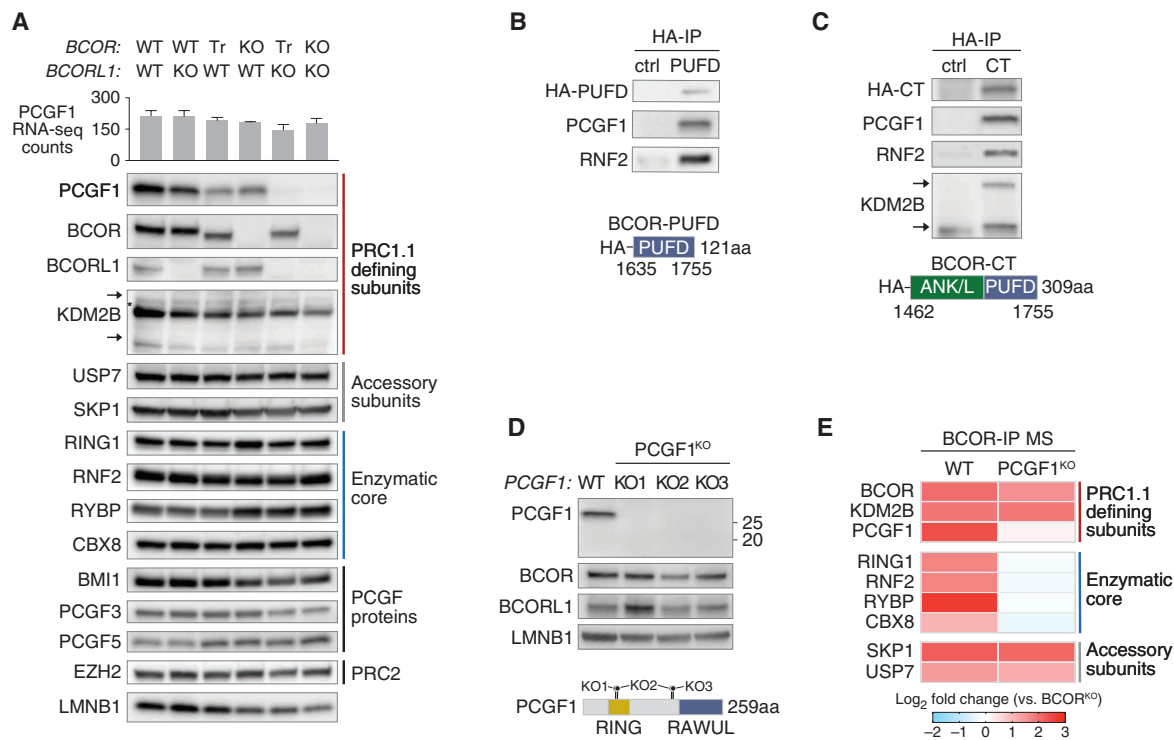 A
BCOR: WT WT Tr KO Tr KO
BCORL1: WT KO WT WT KO KO
PCGF1
RNA-seq
counts
300
150
0
PCGF1
BCOR
BCORL1
KDM2B
*
PRC1.1
defining
subunits
USP7
SKP1
Accessory
subunits
RING1
RNF2
RYBP
CBX8
Enzymatic
core
BMI1
PCGF3
PCGF5
PCGF
proteins
EZH2
PRC2
LMNB1
B
HA-IP
ctrl PUFD
HA-PUFD
PCGF1
RNF2
BCOR-PUFD
HA-PUFD 121aa
1635 1755
C
HA-IP
ctrl CT
HA-CT
PCGF1
RNF2
KDM2B
BCOR-CT
HA-ANK/L PUFD 309aa
1462 1755
D
PCGF1KO
PCGF1: WT KO1 KO2 KO3
PCGF1
25
20
BCOR
BCORL1
LMNB1
KO1 KO2 KO3
PCGF1 259aa
RING RAWUL
E
BCOR-IP MS
WT PCGF1KO
BCOR
KDM2B
PCGF1
PRC1.1
defining
subunits
RING1
RNF2
RYBP
CBX8
Enzymatic
core
SKP1
USP7
Accessory
subunits
Log2 fold change (vs. BCORKO)
−2 −1 0 1 2 3